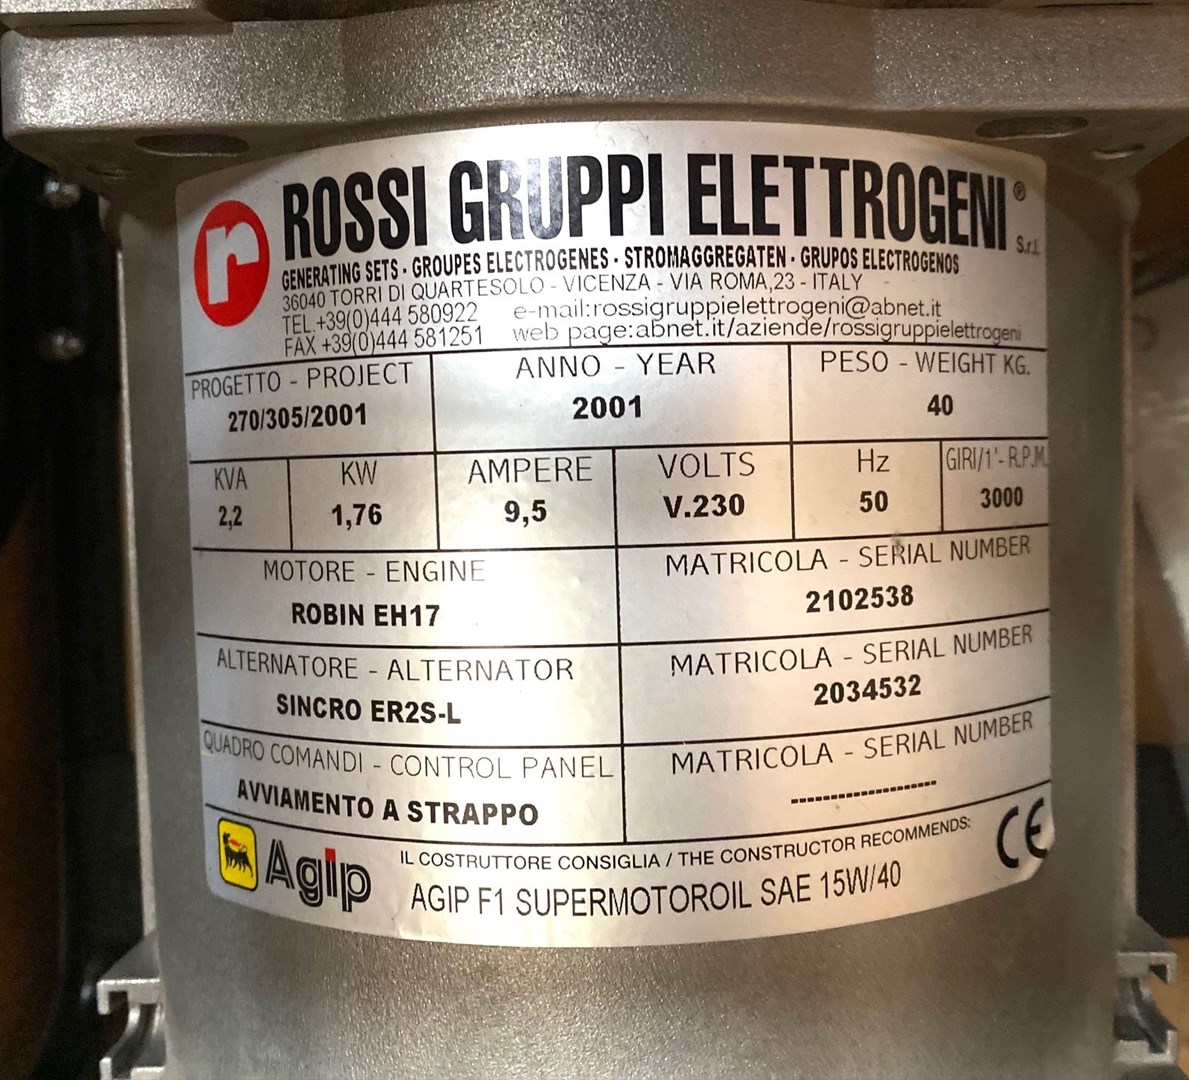 r ROSSI GRUPPI ELETTROGENI ® S.r.l.
GENERATING SETS - GROUPES ELECTROGENES - STROMAGGREGATEN - GRUPOS ELECTROGENOS
36040 TORRI DI QUARTESOLO - VICENZA - VIA ROMA,23 - ITALY
TEL.+39(0)444 580922 e-mail:rossigruppielettrogeni@abnet.it
FAX +39(0)444 581251 web page:abnet.it/aziende/rossigruppielettrogeni
PROGETTO - PROJECT ANNO - YEAR PESO - WEIGHT KG.
270/305/2001 2001 40
KVA KW AMPERE VOLTS Hz GIRI/1'- R.P.M.
2,2 1,76 9,5 V.230 50 3000
MOTORE - ENGINE MATRICOLA - SERIAL NUMBER
ROBIN EH17 2102538
ALTERNATORE - ALTERNATOR MATRICOLA - SERIAL NUMBER
SINCRO ER2S-L 2034532
QUADRO COMANDI - CONTROL PANEL MATRICOLA - SERIAL NUMBER
AVVIAMENTO A STRAPPO --------------------
Agip IL COSTRUTTORE CONSIGLIA / THE CONSTRUCTOR RECOMMENDS: CE
AGIP F1 SUPERMOTOROIL SAE 15W/40